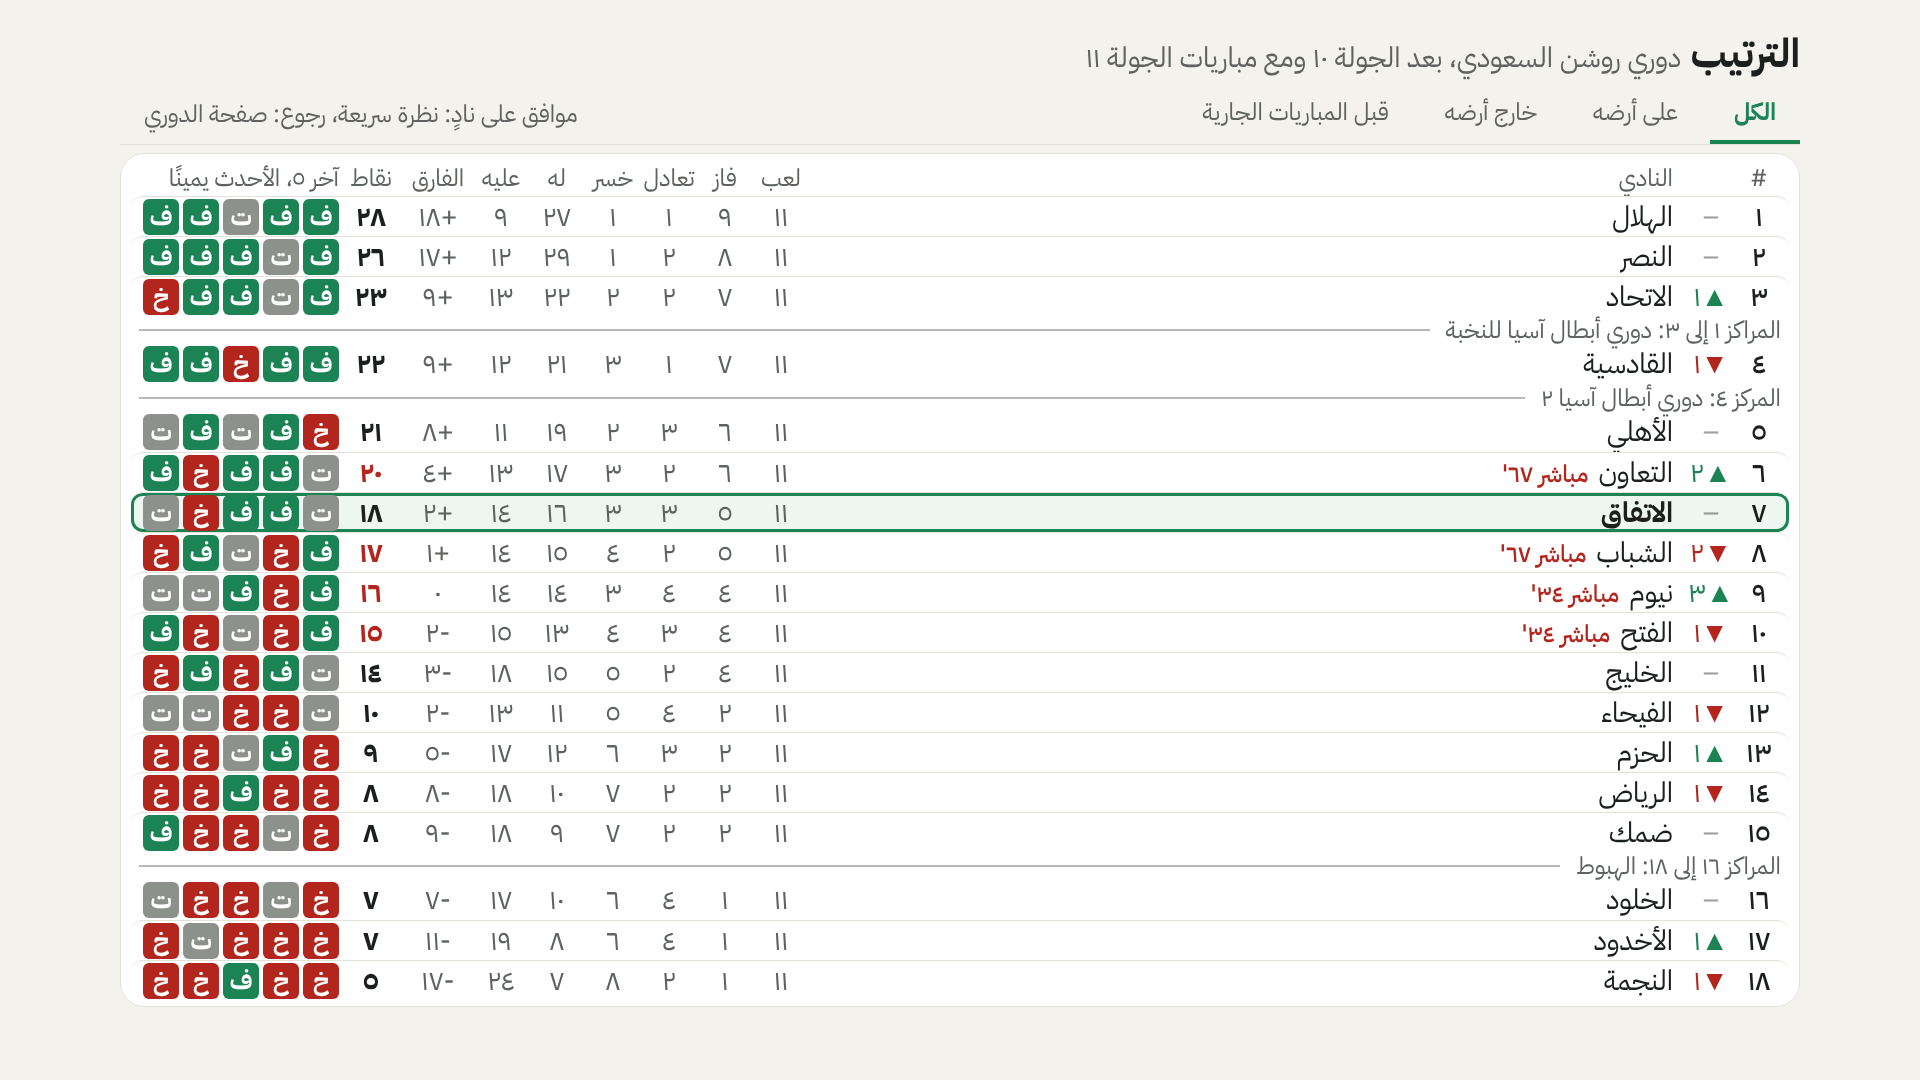 الترتيب دوري روشن السعودي، بعد الجولة ١٠ ومع مباريات الجولة ١١
الكل على أرضه خارج أرضه قبل المباريات الجارية موافق على نادٍ: نظرة سريعة، رجوع: صفحة الدوري
# النادي لعب فاز تعادل خسر له عليه الفارق نقاط آخر ٥، الأحدث يمينًا
١ – الهلال ١١ ٩ ١ ١ ٢٧ ٩ +١٨ ٢٨ ف ف ت ف ف
٢ – النصر ١١ ٨ ٢ ١ ٢٩ ١٢ +١٧ ٢٦ ف ت ف ف ف
٣ ▲١ الاتحاد ١١ ٧ ٢ ٢ ٢٢ ١٣ +٩ ٢٣ ف ت ف ف خ
المراكز ١ إلى ٣: دوري أبطال آسيا للنخبة
٤ ▼١ القادسية ١١ ٧ ١ ٣ ٢١ ١٢ +٩ ٢٢ ف ف خ ف ف
المركز ٤: دوري أبطال آسيا ٢
٥ – الأهلي ١١ ٦ ٣ ٢ ١٩ ١١ +٨ ٢١ خ ف ت ف ت
٦ ▲٢ التعاون مباشر ٦٧' ١١ ٦ ٢ ٣ ١٧ ١٣ +٤ ٢٠ ت ف ف خ ف
٧ – الاتفاق ١١ ٥ ٣ ٣ ١٦ ١٤ +٢ ١٨ ت ف ف خ ت
٨ ▼٢ الشباب مباشر ٦٧' ١١ ٥ ٢ ٤ ١٥ ١٤ +١ ١٧ ف خ ت ف خ
٩ ▲٣ نيوم مباشر ٣٤' ١١ ٤ ٤ ٣ ١٤ ١٤ ٠ ١٦ ف خ ف ت ت
١٠ ▼١ الفتح مباشر ٣٤' ١١ ٤ ٣ ٤ ١٣ ١٥ -٢ ١٥ ف خ ت خ ف
١١ – الخليج ١١ ٤ ٢ ٥ ١٥ ١٨ -٣ ١٤ ت ف خ ف خ
١٢ ▼١ الفيحاء ١١ ٢ ٤ ٥ ١١ ١٣ -٢ ١٠ ت خ خ ت ت
١٣ ▲١ الحزم ١١ ٢ ٣ ٦ ١٢ ١٧ -٥ ٩ خ ف ت خ خ
١٤ ▼١ الرياض ١١ ٢ ٢ ٧ ١٠ ١٨ -٨ ٨ خ خ ف خ خ
١٥ – ضمك ١١ ٢ ٢ ٧ ٩ ١٨ -٩ ٨ خ ت خ خ ف
المراكز ١٦ إلى ١٨: الهبوط
١٦ – الخلود ١١ ١ ٤ ٦ ١٠ ١٧ -٧ ٧ خ ت خ خ ت
١٧ ▲١ الأخدود ١١ ١ ٤ ٦ ٨ ١٩ -١١ ٧ خ خ خ ت خ
١٨ ▼١ النجمة ١١ ١ ٢ ٨ ٧ ٢٤ -١٧ ٥ خ خ ف خ خ